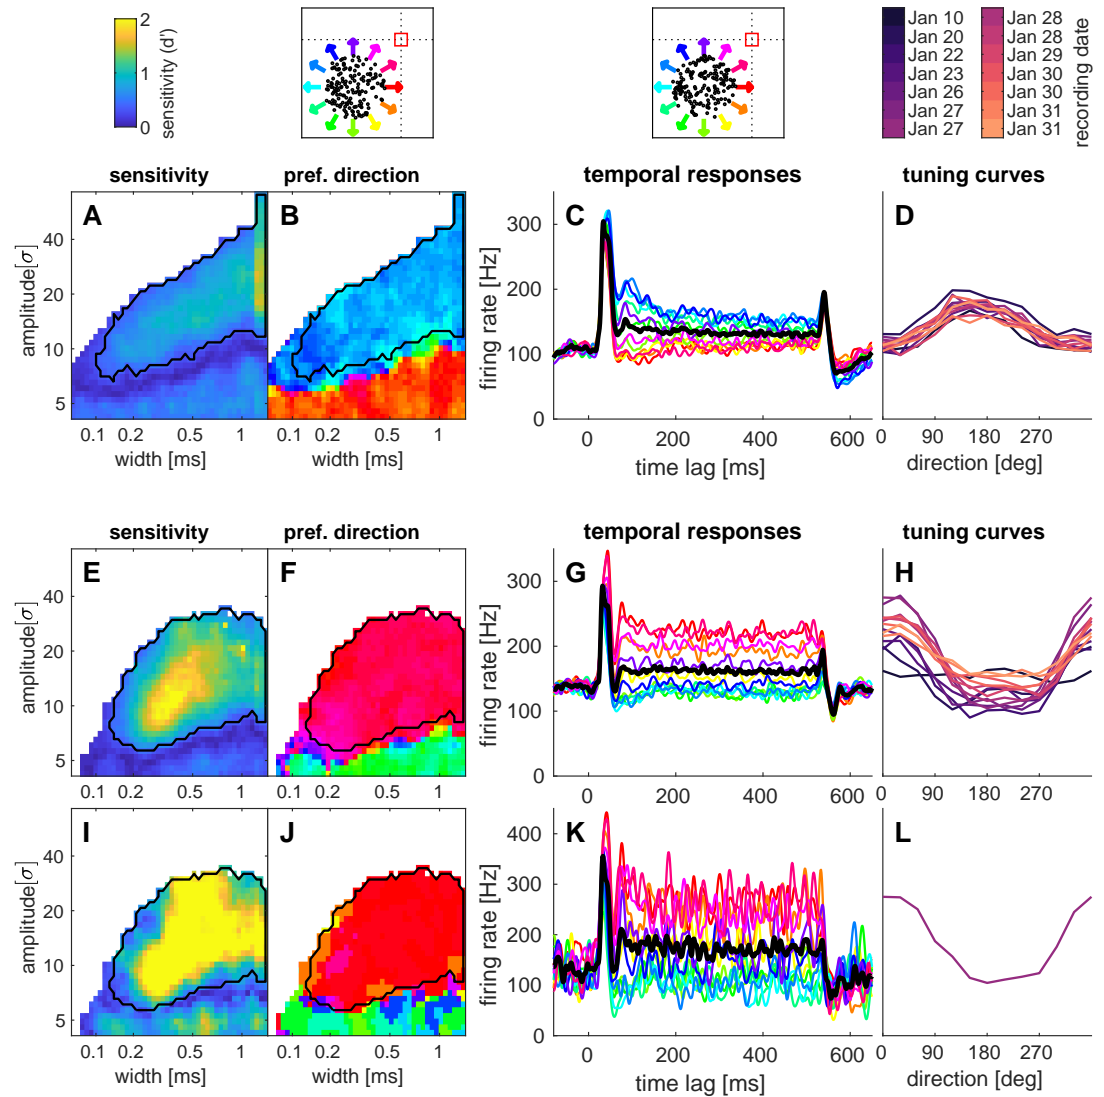 2
1
0
sensitivity (d')
Jan 10
Jan 20
Jan 22
Jan 23
Jan 26
Jan 27
Jan 27
Jan 28
Jan 28
Jan 29
Jan 30
Jan 30
Jan 31
Jan 31
recording date
sensitivity
pref. direction
temporal responses
tuning curves
A
B
C
D
amplitude[σ]
40
20
10
5
0.1 0.2 0.5 1
width [ms]
0.1 0.2 0.5 1
width [ms]
firing rate [Hz]
300
200
100
0
0 200 400 600
time lag [ms]
0 90 180 270
direction [deg]
sensitivity
pref. direction
temporal responses
tuning curves
E
F
G
H
amplitude[σ]
40
20
10
5
0.1 0.2 0.5 1
0.1 0.2 0.5 1
firing rate [Hz]
300
200
100
0
0 200 400 600
0 90 180 270
I
J
K
L
amplitude[σ]
40
20
10
5
0.1 0.2 0.5 1
width [ms]
0.1 0.2 0.5 1
width [ms]
firing rate [Hz]
400
300
200
100
0
0 200 400 600
time lag [ms]
90 180 270
direction [deg]